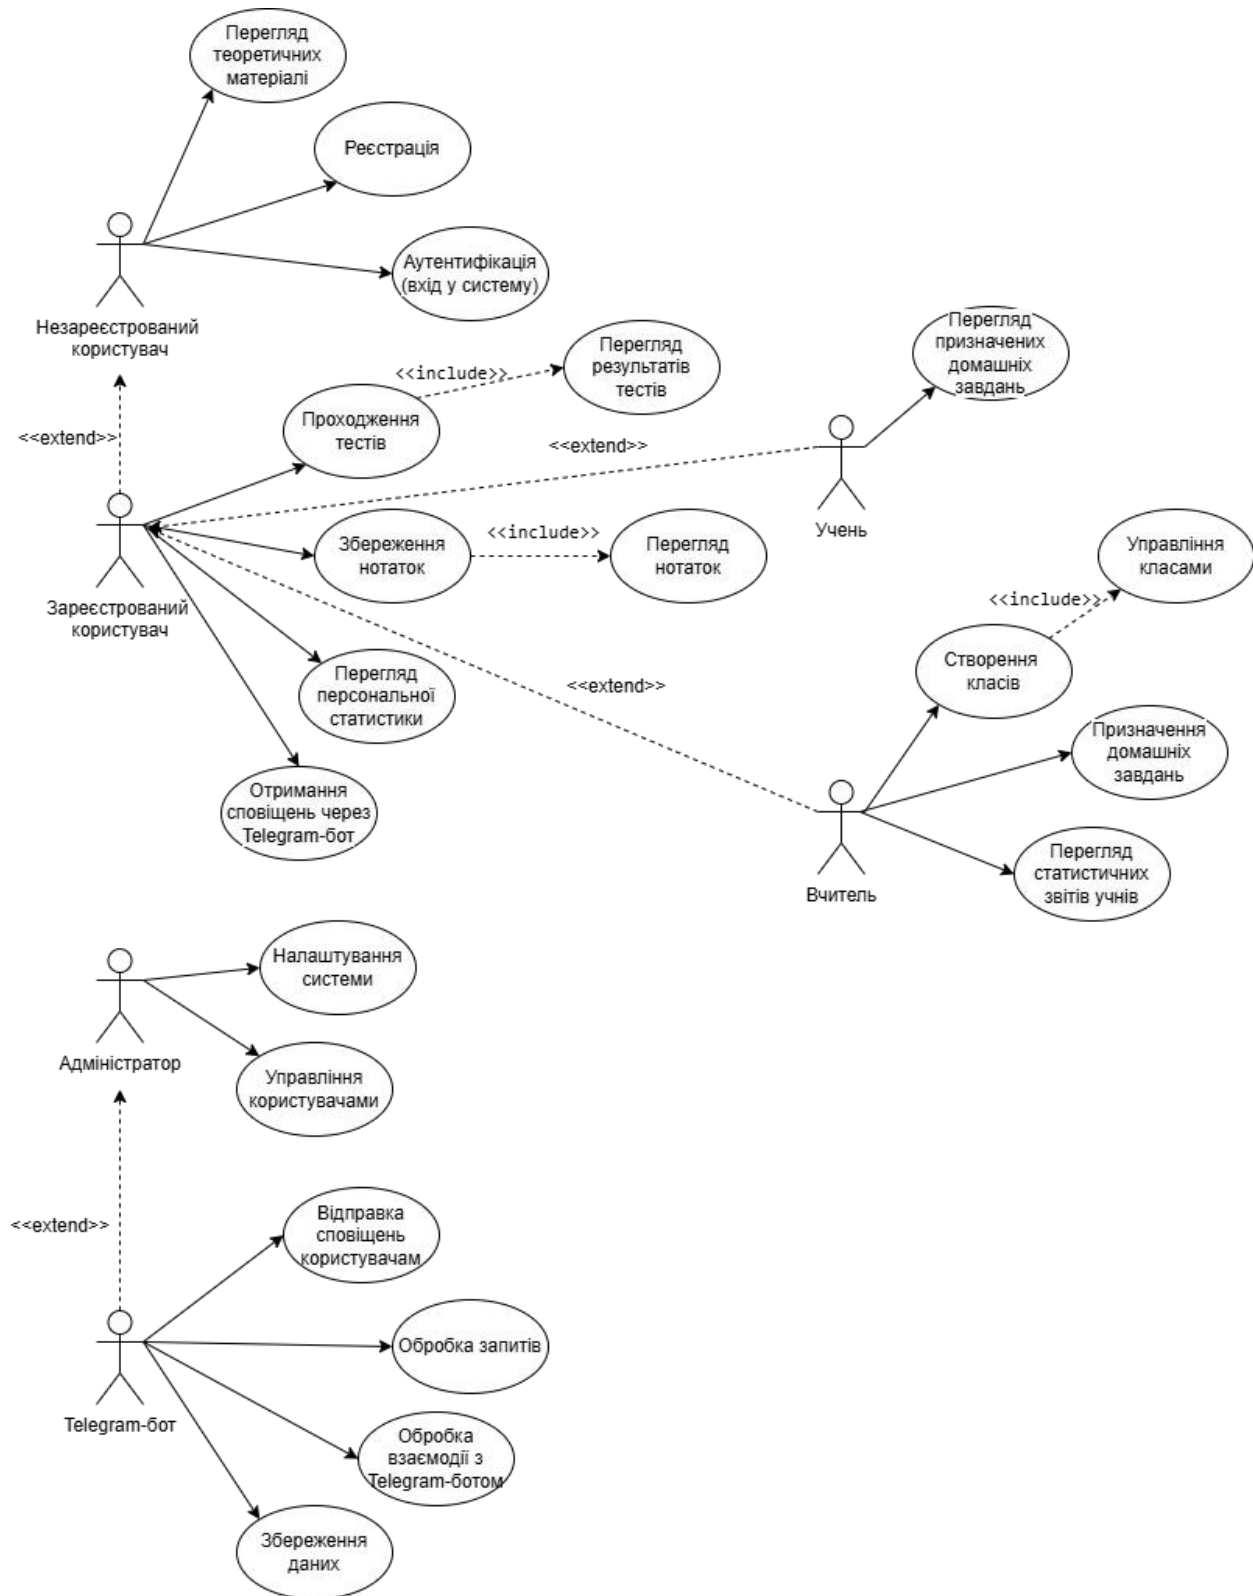 Перегляд
теоретичних
матеріалі
Реєстрація
Аутентифікація
(вхід у систему)
Незареєстрований
користувач
Перегляд
призначених
домашніх
завдань
Перегляд
результатів
тестів
<<include>>
Проходження
тестів
<<extend>>
<<extend>>
Учень
Збереження
нотаток
<<include>>
Перегляд
нотаток
Управління
класами
<<include>>
Зареєстрований
користувач
Створення
класів
Перегляд
персональної
статистики
<<extend>>
Призначення
домашніх
завдань
Отримання
сповіщень через
Telegram-бот
Вчитель
Перегляд
статистичних
звітів учнів
Налаштування
системи
Адміністратор
Управління
користувачами
<<extend>>
Відправка
сповіщень
користувачам
Обробка запитів
Telegram-бот
Обробка
взаємодії з
Telegram-ботом
Збереження
даних